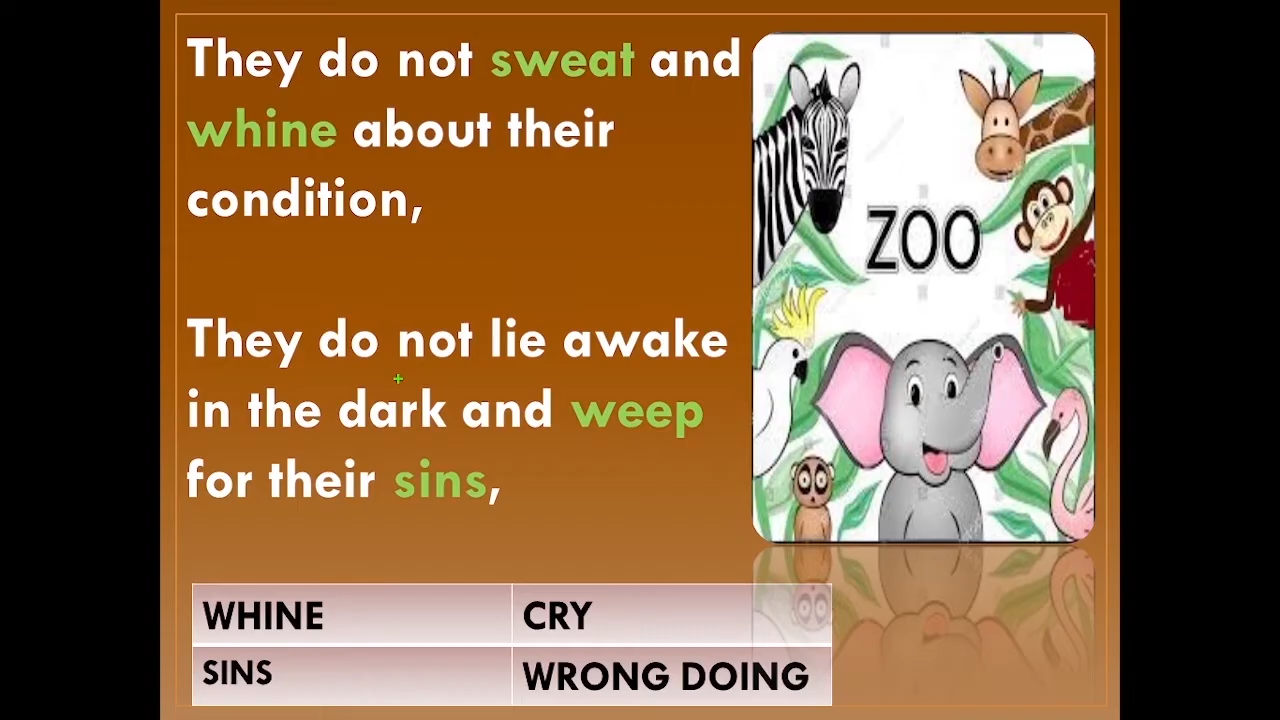 They do not sweat and
whine about their
condition,
They do not lie awake
in the dark and weep
for their sins,
ZOO
WHINE CRY
SINS WRONG DOING